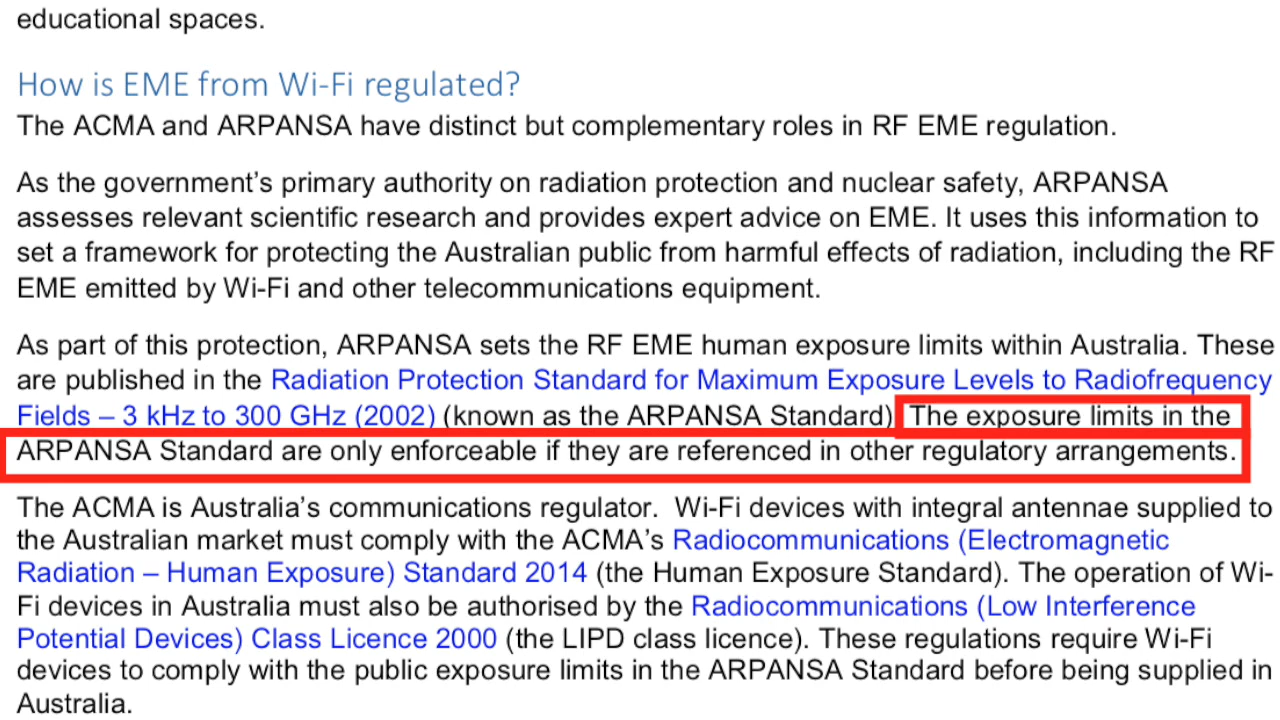 educational spaces.
How is EME from Wi-Fi regulated?
The ACMA and ARPANSA have distinct but complementary roles in RF EME regulation.
As the government's primary authority on radiation protection and nuclear safety, ARPANSA
assesses relevant scientific research and provides expert advice on EME. It uses this information to
set a framework for protecting the Australian public from harmful effects of radiation, including the RF
EME emitted by Wi-Fi and other telecommunications equipment.
As part of this protection, ARPANSA sets the RF EME human exposure limits within Australia. These
are published in the Radiation Protection Standard for Maximum Exposure Levels to Radiofrequency
Fields – 3 kHz to 300 GHz (2002) (known as the ARPANSA Standard) The exposure limits in the
ARPANSA Standard are only enforceable if they are referenced in other regulatory arrangements.
The ACMA is Australia's communications regulator.  Wi-Fi devices with integral antennae supplied to
the Australian market must comply with the ACMA's Radiocommunications (Electromagnetic
Radiation – Human Exposure) Standard 2014 (the Human Exposure Standard). The operation of Wi-
Fi devices in Australia must also be authorised by the Radiocommunications (Low Interference
Potential Devices) Class Licence 2000 (the LIPD class licence). These regulations require Wi-Fi
devices to comply with the public exposure limits in the ARPANSA Standard before being supplied in
Australia.